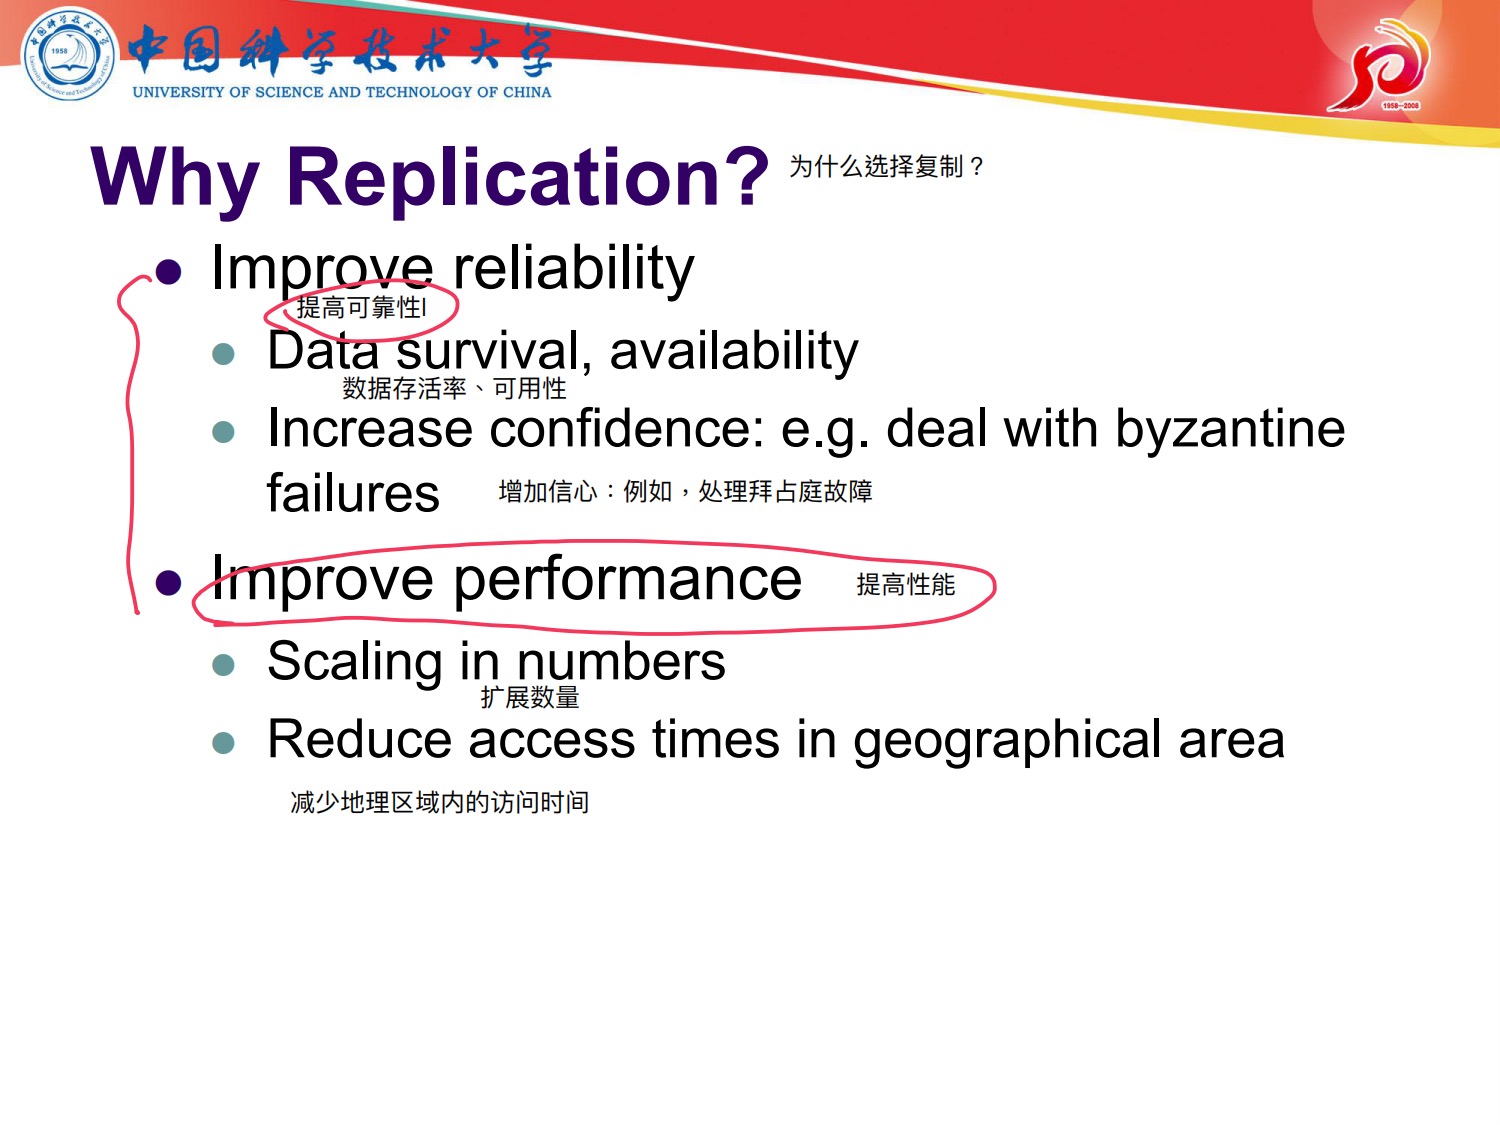 中国科学技术大学
1958
UNIVERSITY OF SCIENCE AND TECHNOLOGY OF CHINA
1958—2008
Why Replication? 为什么选择复制？
Improve reliability
提高可靠性l
Data survival, availability
数据存活率、可用性
Increase confidence: e.g. deal with byzantine
failures 增加信心：例如，处理拜占庭故障
Improve performance 提高性能
Scaling in numbers
扩展数量
Reduce access times in geographical area
减少地理区域内的访问时间